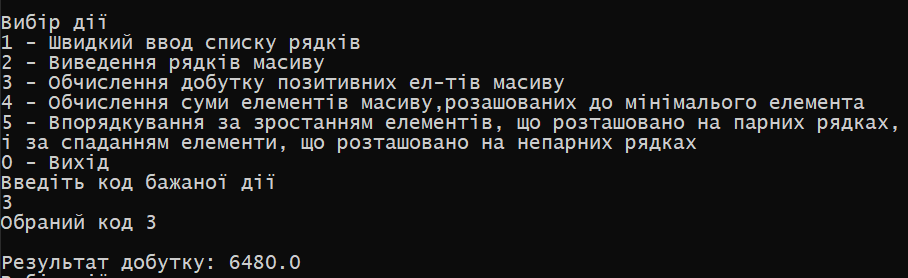 Вибір дії
1 - Швидкий ввод списку рядків
2 - Виведення рядків масиву
3 - Обчислення добутку позитивних ел-тів масиву
4 - Обчислення суми елементів масиву,розашованих до мінімального елемента
5 - Впорядкування за зростанням елементів, що розташовано на парних рядках,
і за спаданням елементи, що розташовано на непарних рядках
0 - Вихід
Введіть код бажаної дії
3
Обраний код 3
Результат добутку: 6480.0